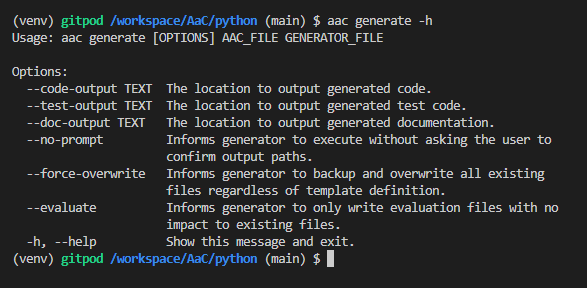 (venv) gitpod /workspace/AaC/python (main) $ aac generate -h
Usage: aac generate [OPTIONS] AAC_FILE GENERATOR_FILE

Options:
  --code-output TEXT  The location to output generated code.
  --test-output TEXT  The location to output generated test code.
  --doc-output TEXT   The location to output generated documentation.
  --no-prompt         Informs generator to execute without asking the user to
                      confirm output paths.
  --force-overwrite   Informs generator to backup and overwrite all existing
                      files regardless of template definition.
  --evaluate          Informs generator to only write evaluation files with no
                      impact to existing files.
  -h, --help          Show this message and exit.
(venv) gitpod /workspace/AaC/python (main) $